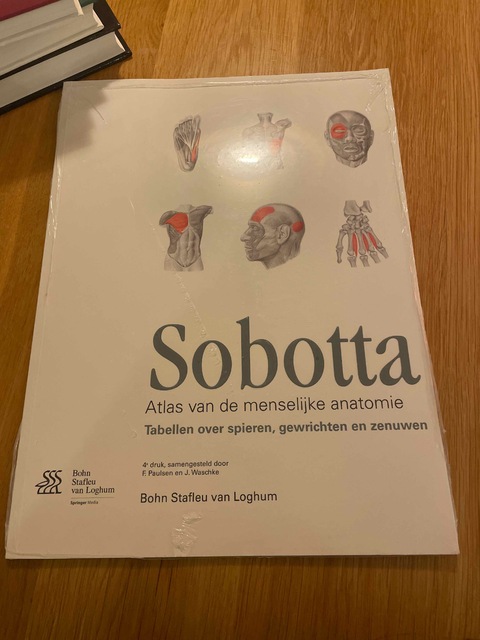 Sobotta
Atlas van de menselijke anatomie
Tabellen over spieren, gewrichten en zenuwen
4e druk, samengesteld door
F. Paulsen en J. Waschke
Bohn
Stafleu
van Loghum
Springer Media
Bohn Stafleu van Loghum